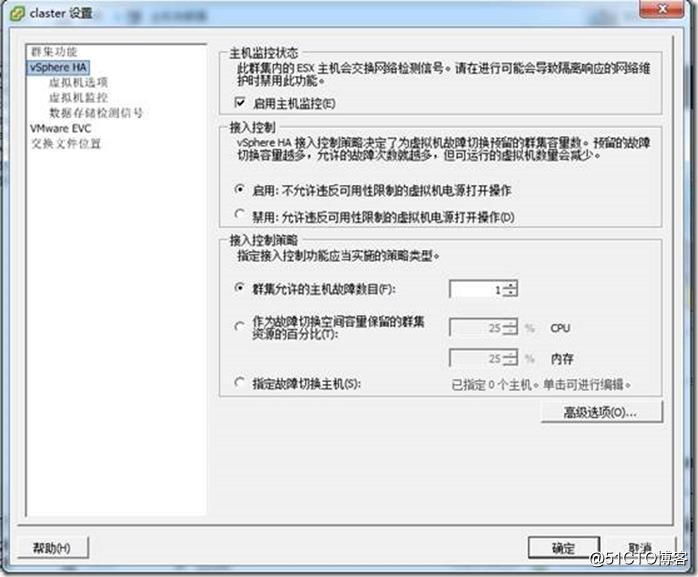 claster 设置
群集功能
vSphere HA
虚拟机选项
虚拟机监控
数据存储检测信号
VMware EVC
交换文件位置
主机监控状态
此群集内的 ESX 主机会交换网络检测信号。请在进行可能会导致隔离响应的网络维
护时禁用此功能。
启用主机监控(E)
接入控制
vSphere HA 接入控制策略决定了为虚拟机故障切换预留的群集容量数。预留的故障
切换容量越多，允许的故障次数就越多，但可运行的虚拟机数量会减少。
启用: 不允许违反可用性限制的虚拟机电源打开操作
禁用: 允许违反可用性限制的虚拟机电源打开操作(D)
接入控制策略
指定接入控制功能应当实施的策略类型。
群集允许的主机故障数目(F): 1
作为故障切换空间容量保留的群集
资源的百分比(T):
25 % CPU
25 % 内存
指定故障切换主机(S): 已指定 0 个主机。单击可进行编辑。
高级选项(O)...
帮助(H) 确定 取消
@51CTO博客